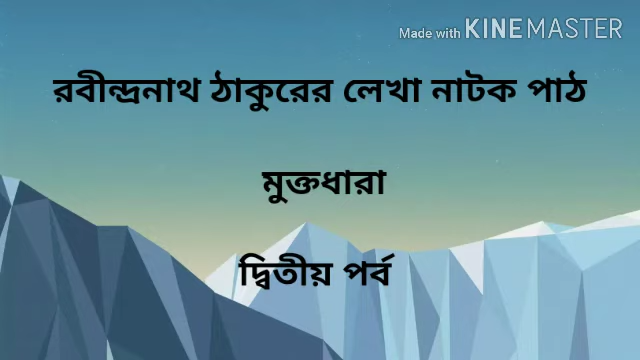 Made with KINEMASTER
রবীন্দ্রনাথ ঠাকুরের লেখা নাটক পাঠ
মুক্তধারা
দ্বিতীয় পর্ব